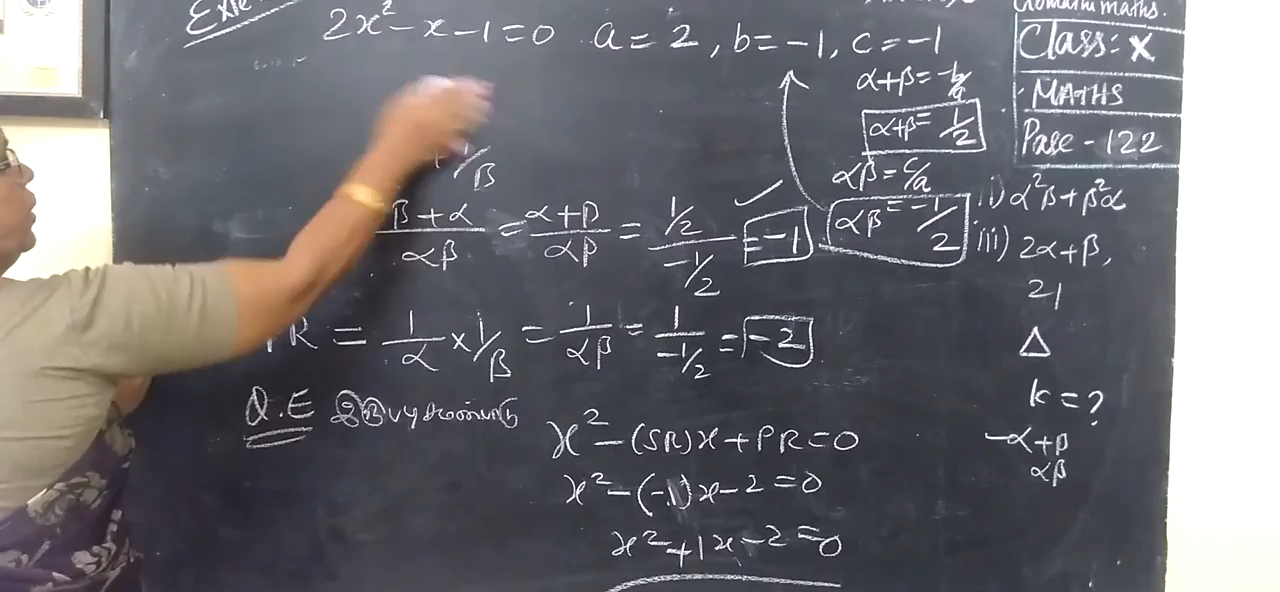 2x² - x - 1 = 0 a = 2, b = -1, c = -1
α+β = -b/a
α+β = 1/2
αβ = c/a
αβ = -1/2
1/β
β+α/αβ = α+β/αβ = 1/2/-1/2 = -1
PR = 1/α × 1/β = 1/αβ = 1/-1/2 = -2
Q.E
x² - (SR)x + PR = 0
x² - (-1)x - 2 = 0
x² + 1x - 2 = 0
maths.
Class: X
MATHS
Page - 122
i) α²β + β²α
iii) 2α + β,
21
Δ
k = ?
-α+β
αβ